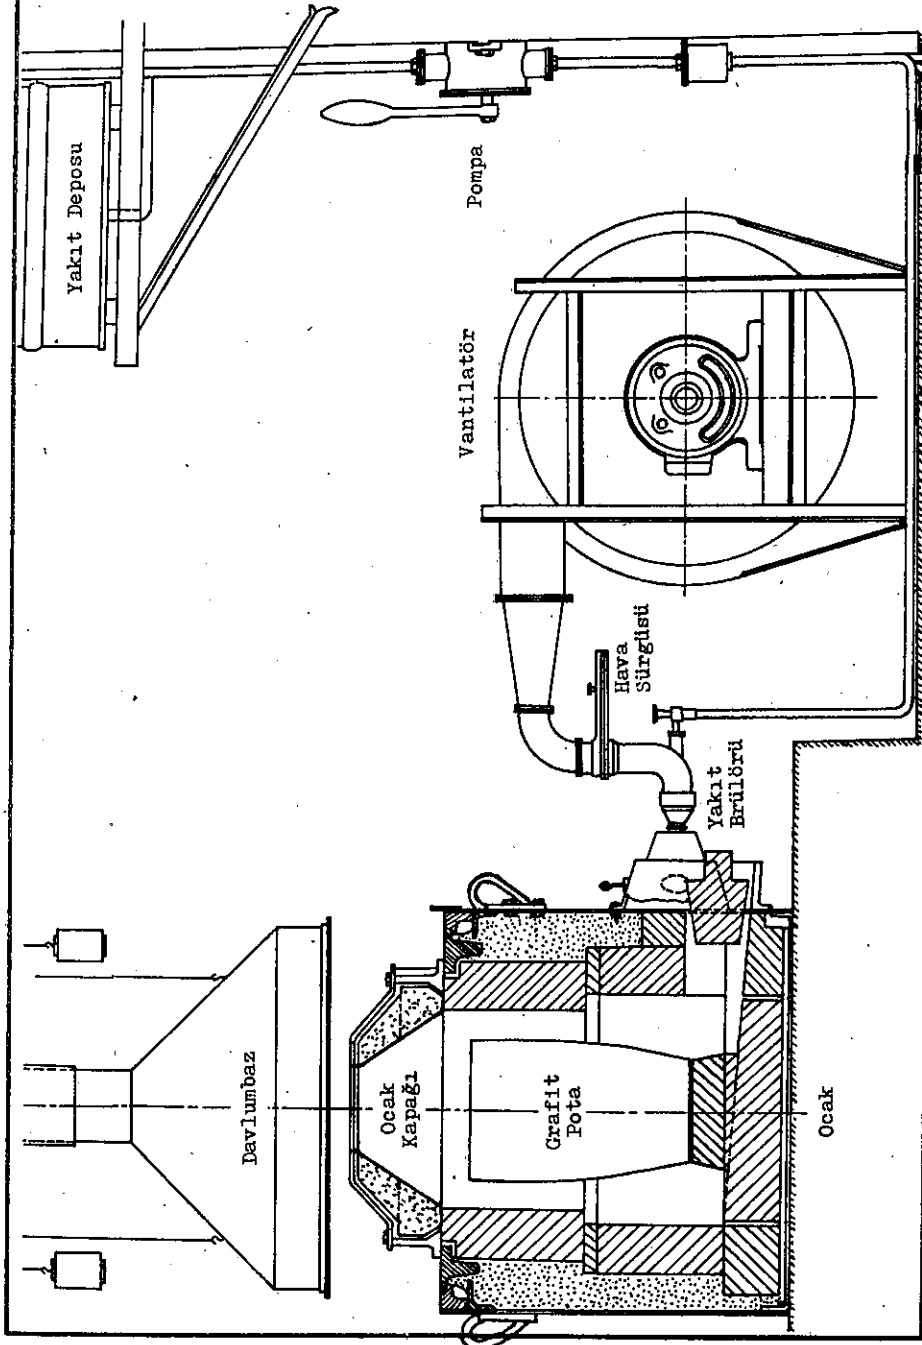 Yakıt Deposu
Davlumbaz
Ocak
Kapağı
Vantilatör
Pompa
Grafit
Pota
Hava
Sürgüsü
Yakıt
Brülörü
Ocak